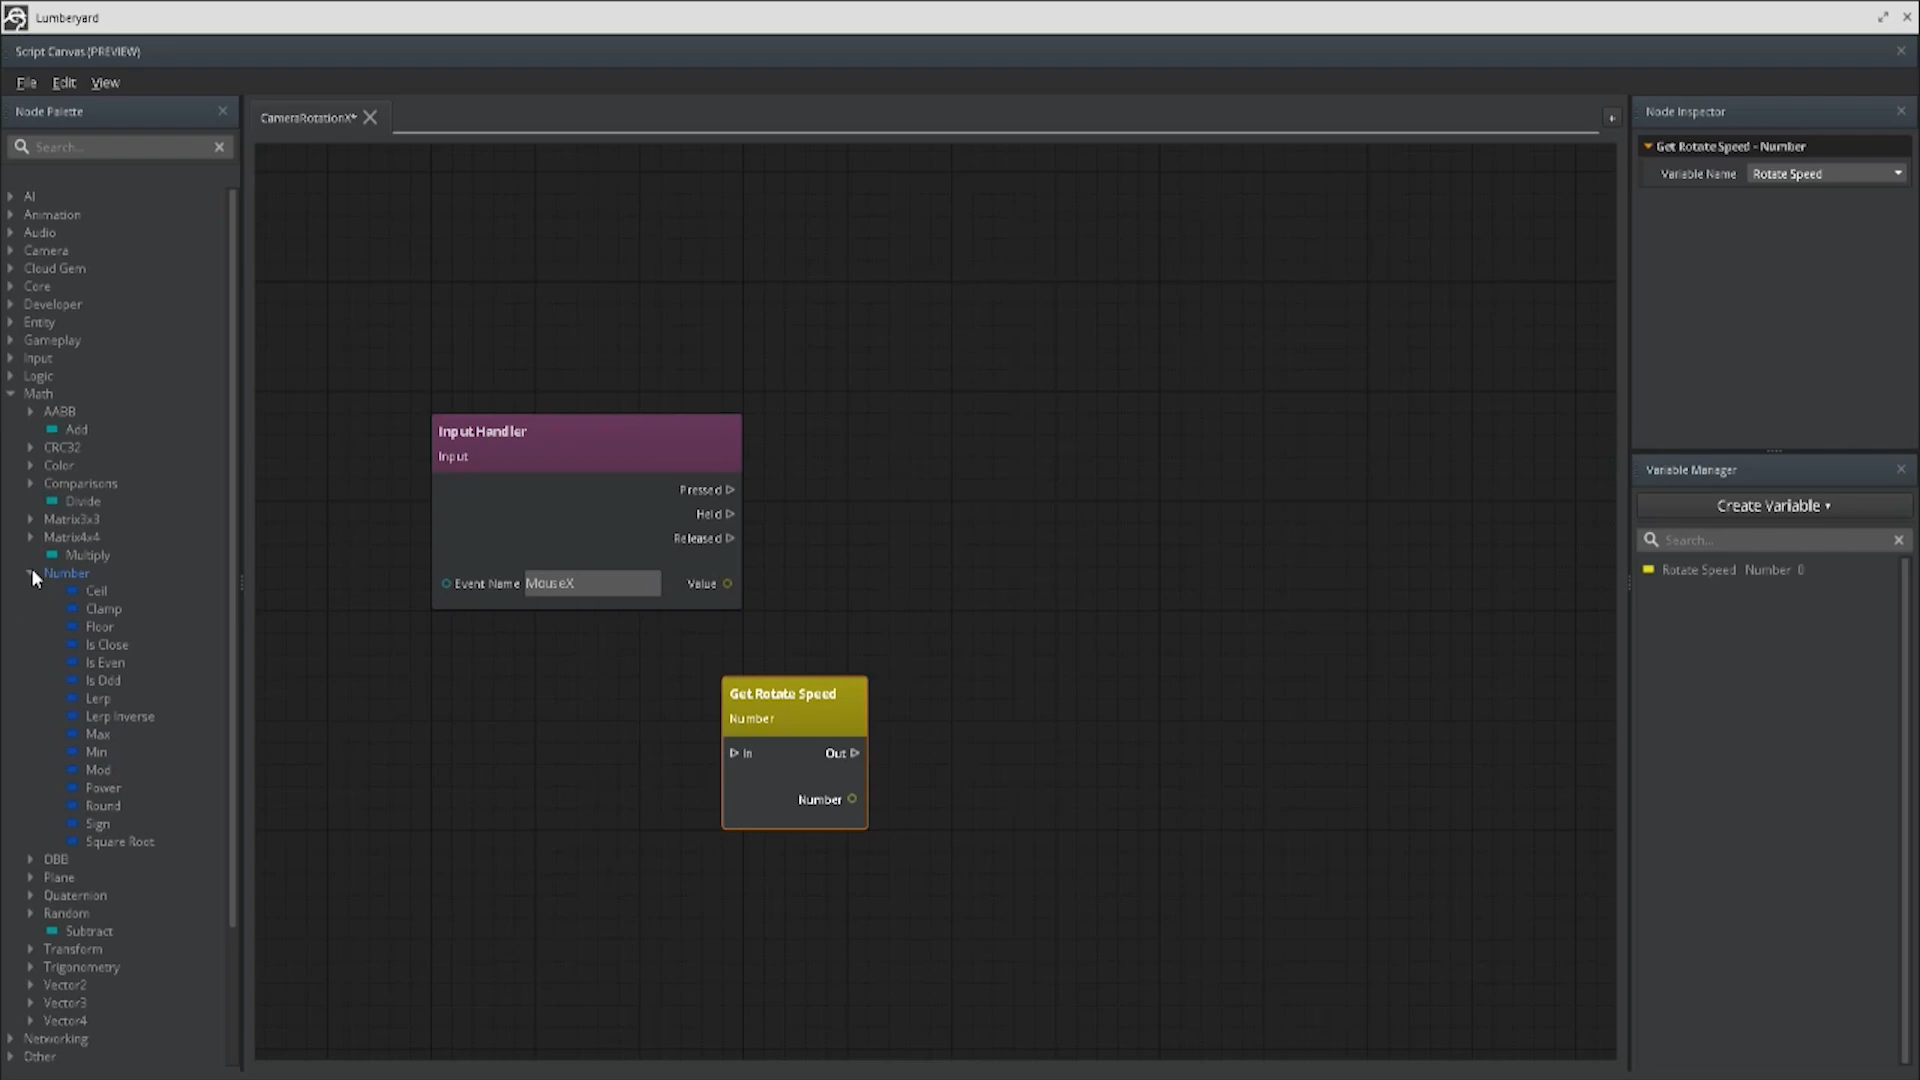 Lumberyard
Script Canvas (PREVIEW)
File Edit View
Node Palette
Search...
AI
Animation
Audio
Camera
Cloud Gem
Core
Developer
Entity
Gameplay
Input
Logic
Math
AABB
Add
CRC32
Color
Comparisons
Divide
Matrix3x3
Matrix4x4
Multiply
Number
Ceil
Clamp
Floor
Is Close
Is Even
Is Odd
Lerp
Lerp Inverse
Max
Min
Mod
Power
Round
Sign
Square Root
OBB
Plane
Quaternion
Random
Subtract
Transform
Trigonometry
Vector2
Vector3
Vector4
Networking
Other
CameraRotationX*
Input Handler
Input
Pressed
Held
Released
Event Name MouseX Value
Get Rotate Speed
Number
In Out
Number
Node Inspector
Get Rotate Speed - Number
Variable Name Rotate Speed
Variable Manager
Create Variable
Search...
Rotate Speed Number 0